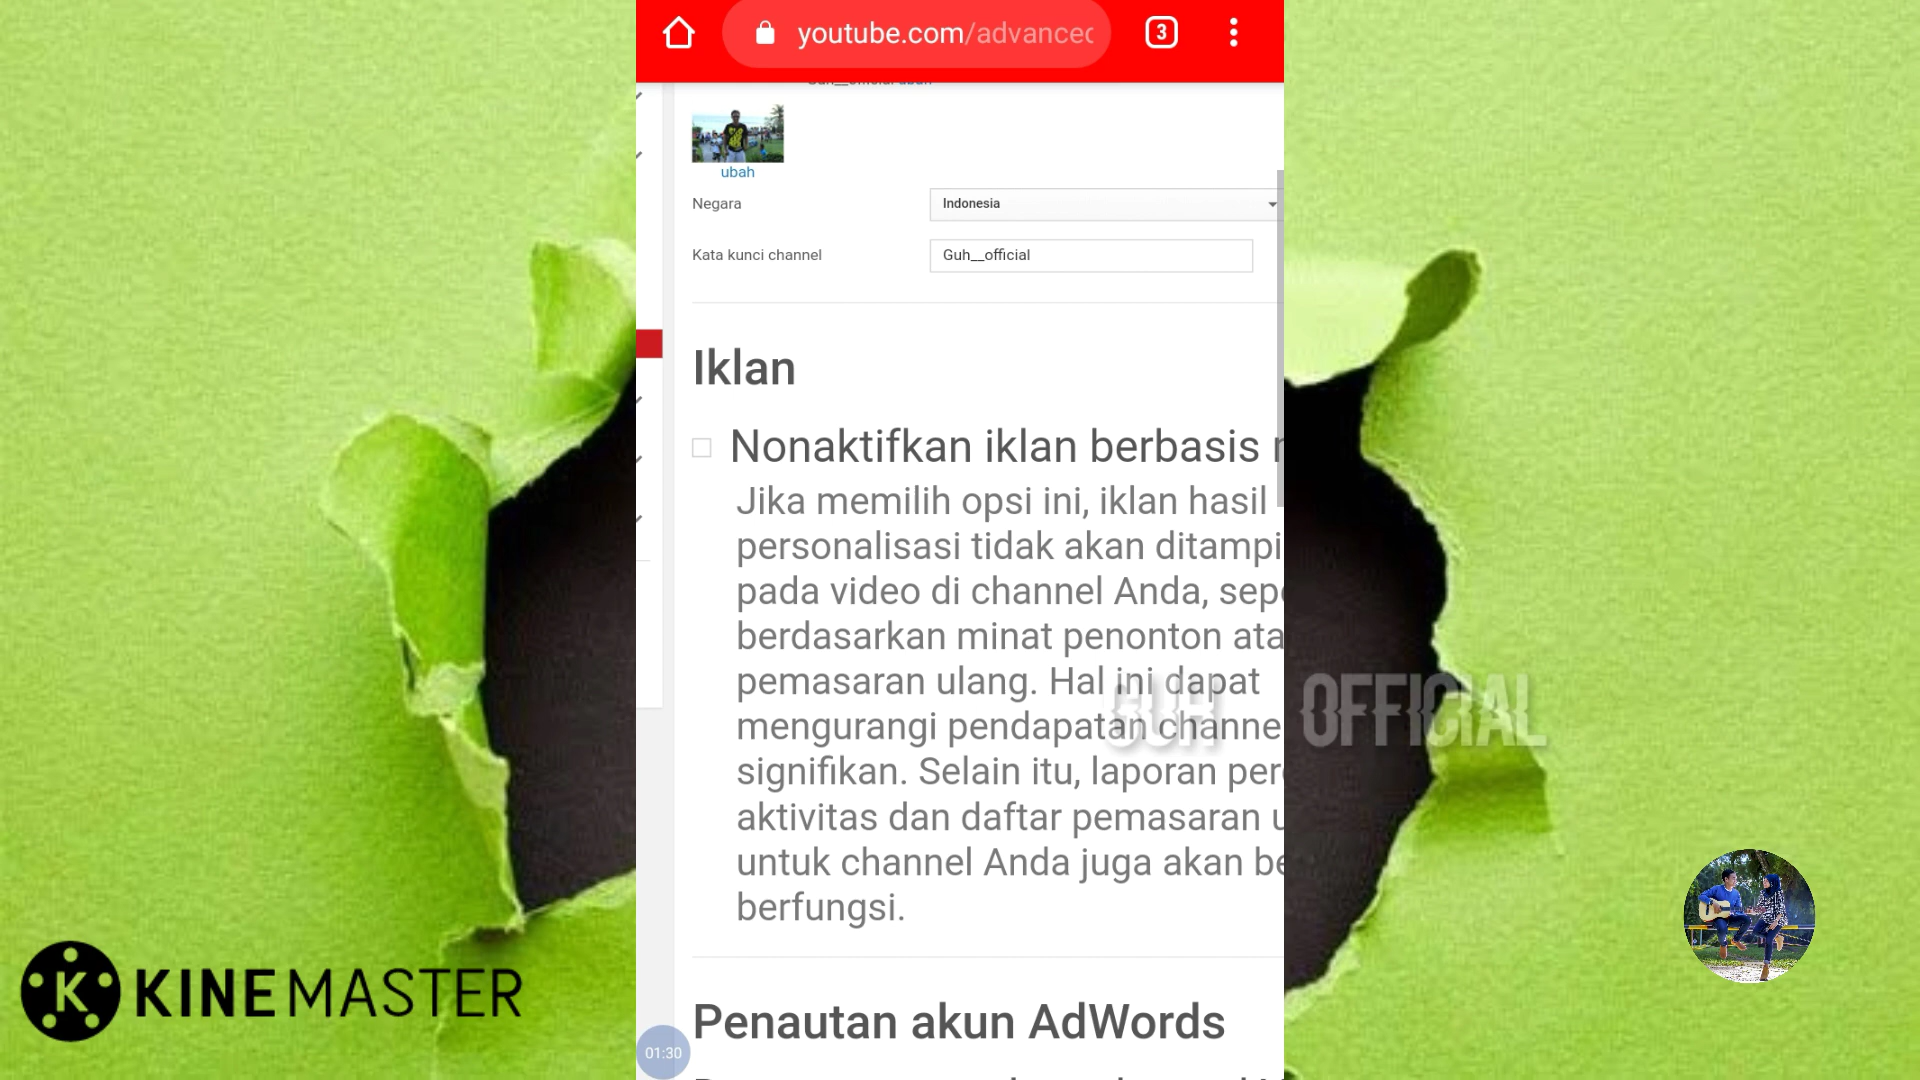 youtube.com/advanced
3
ubah
Negara
Indonesia
Kata kunci channel
Guh__official
Iklan
Nonaktifkan iklan berbasis
Jika memilih opsi ini, iklan hasil
personalisasi tidak akan ditampi
pada video di channel Anda, sepe
berdasarkan minat penonton ata
pemasaran ulang. Hal ini dapat
mengurangi pendapatan channe
signifikan. Selain itu, laporan per
aktivitas dan daftar pemasaran u
untuk channel Anda juga akan be
berfungsi.
GUH OFFICIAL
Penautan akun AdWords
01:30
KINEMASTER